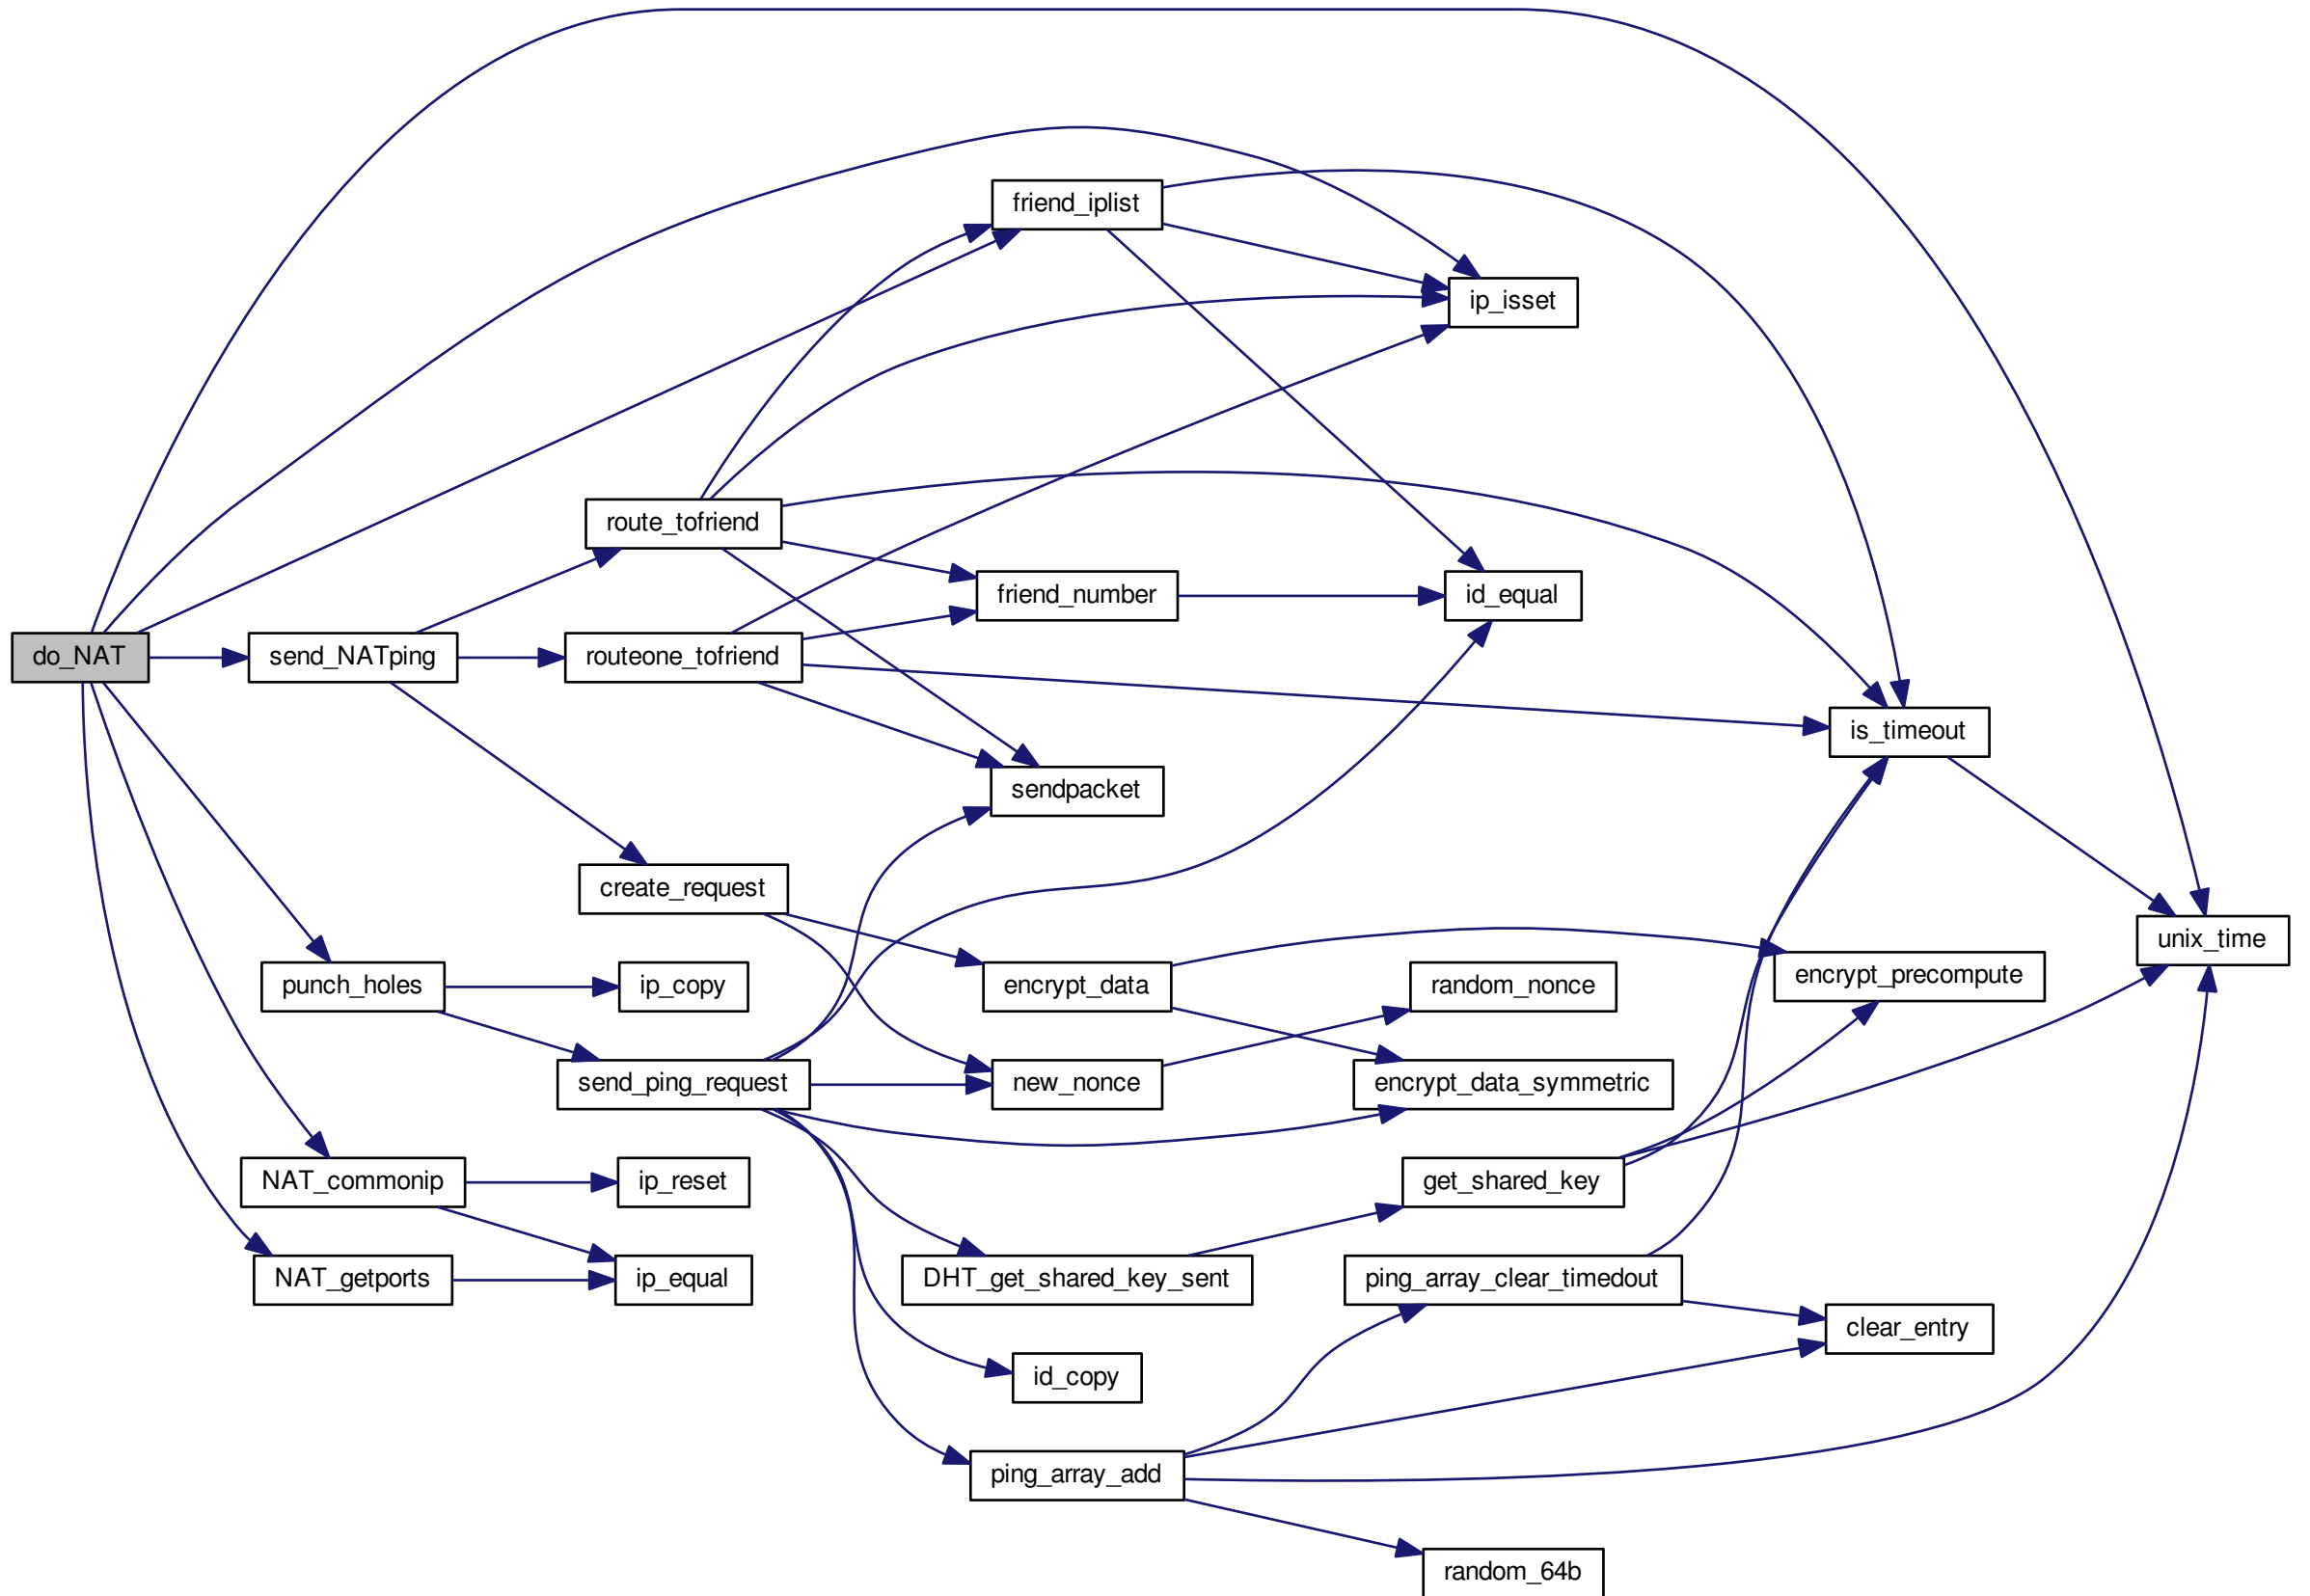 friend_iplist
ip_isset
route_tofriend
friend_number
id_equal
do_NAT
send_NATping
routeone_tofriend
is_timeout
sendpacket
create_request
unix_time
punch_holes
ip_copy
encrypt_data
random_nonce
encrypt_precompute
send_ping_request
new_nonce
encrypt_data_symmetric
NAT_commonip
ip_reset
get_shared_key
NAT_getports
ip_equal
DHT_get_shared_key_sent
ping_array_clear_timedout
clear_entry
id_copy
ping_array_add
random_64b